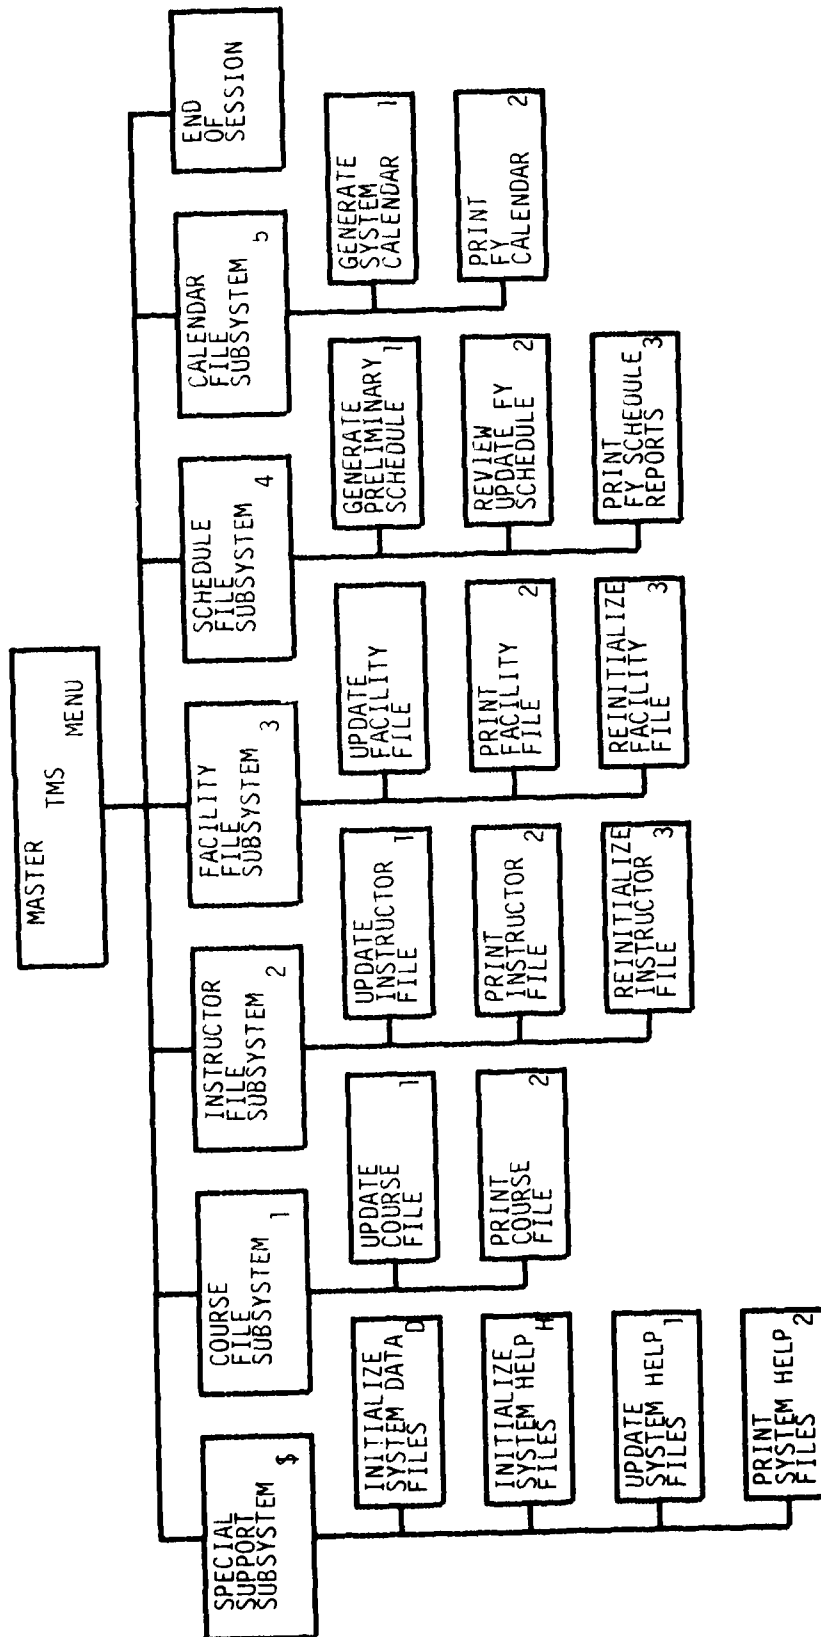 MASTER
TMS
MENU
SPECIAL
SUPPORT
SUBSYSTEM $
INITIALIZE
SYSTEM DATA
FILES D
INITIALIZE
SYSTEM HELP
FILES H
UPDATE
SYSTEM HELP
FILES 1
PRINT
SYSTEM HELP
FILES 2
COURSE
FILE
SUBSYSTEM 1
UPDATE
COURSE
FILE 1
PRINT
COURSE
FILE 2
INSTRUCTOR
FILE
SUBSYSTEM 2
UPDATE
INSTRUCTOR
FILE 1
PRINT
INSTRUCTOR
FILE 2
REINITIALIZE
INSTRUCTOR
FILE 3
FACILITY
FILE
SUBSYSTEM 3
UPDATE
FACILITY
FILE
PRINT
FACILITY
FILE 2
REINITIALIZE
FACILITY
FILE 3
SCHEDULE
FILE
SUBSYSTEM 4
GENERATE
PRELIMINARY
SCHEDULE 1
REVIEW
UPDATE FY
SCHEDULE 2
PRINT
FY SCHEDULE
REPORTS 3
CALENDAR
FILE
SUBSYSTEM 5
GENERATE
SYSTEM
CALENDAR 1
PRINT
FY
CALENDAR 2
END
OF
SESSION